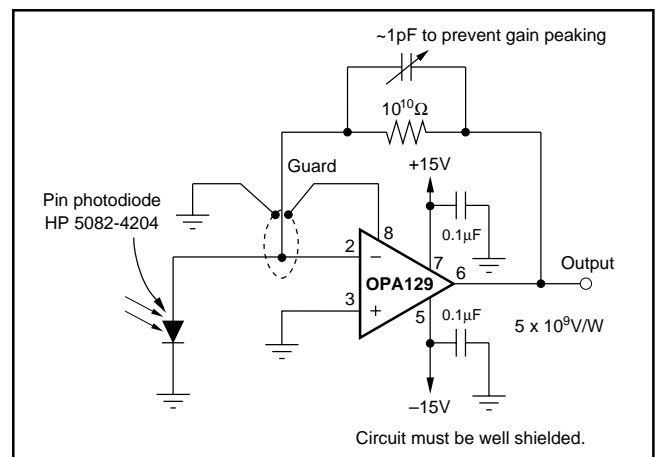 ~1pF to prevent gain peaking
10¹⁰Ω
+15V
Guard
Pin photodiode
HP 5082-4204
8
0.1µF
2
–
7
6
OPA129
Output
3
+
5
0.1µF
5 x 10⁹V/W
–15V
Circuit must be well shielded.